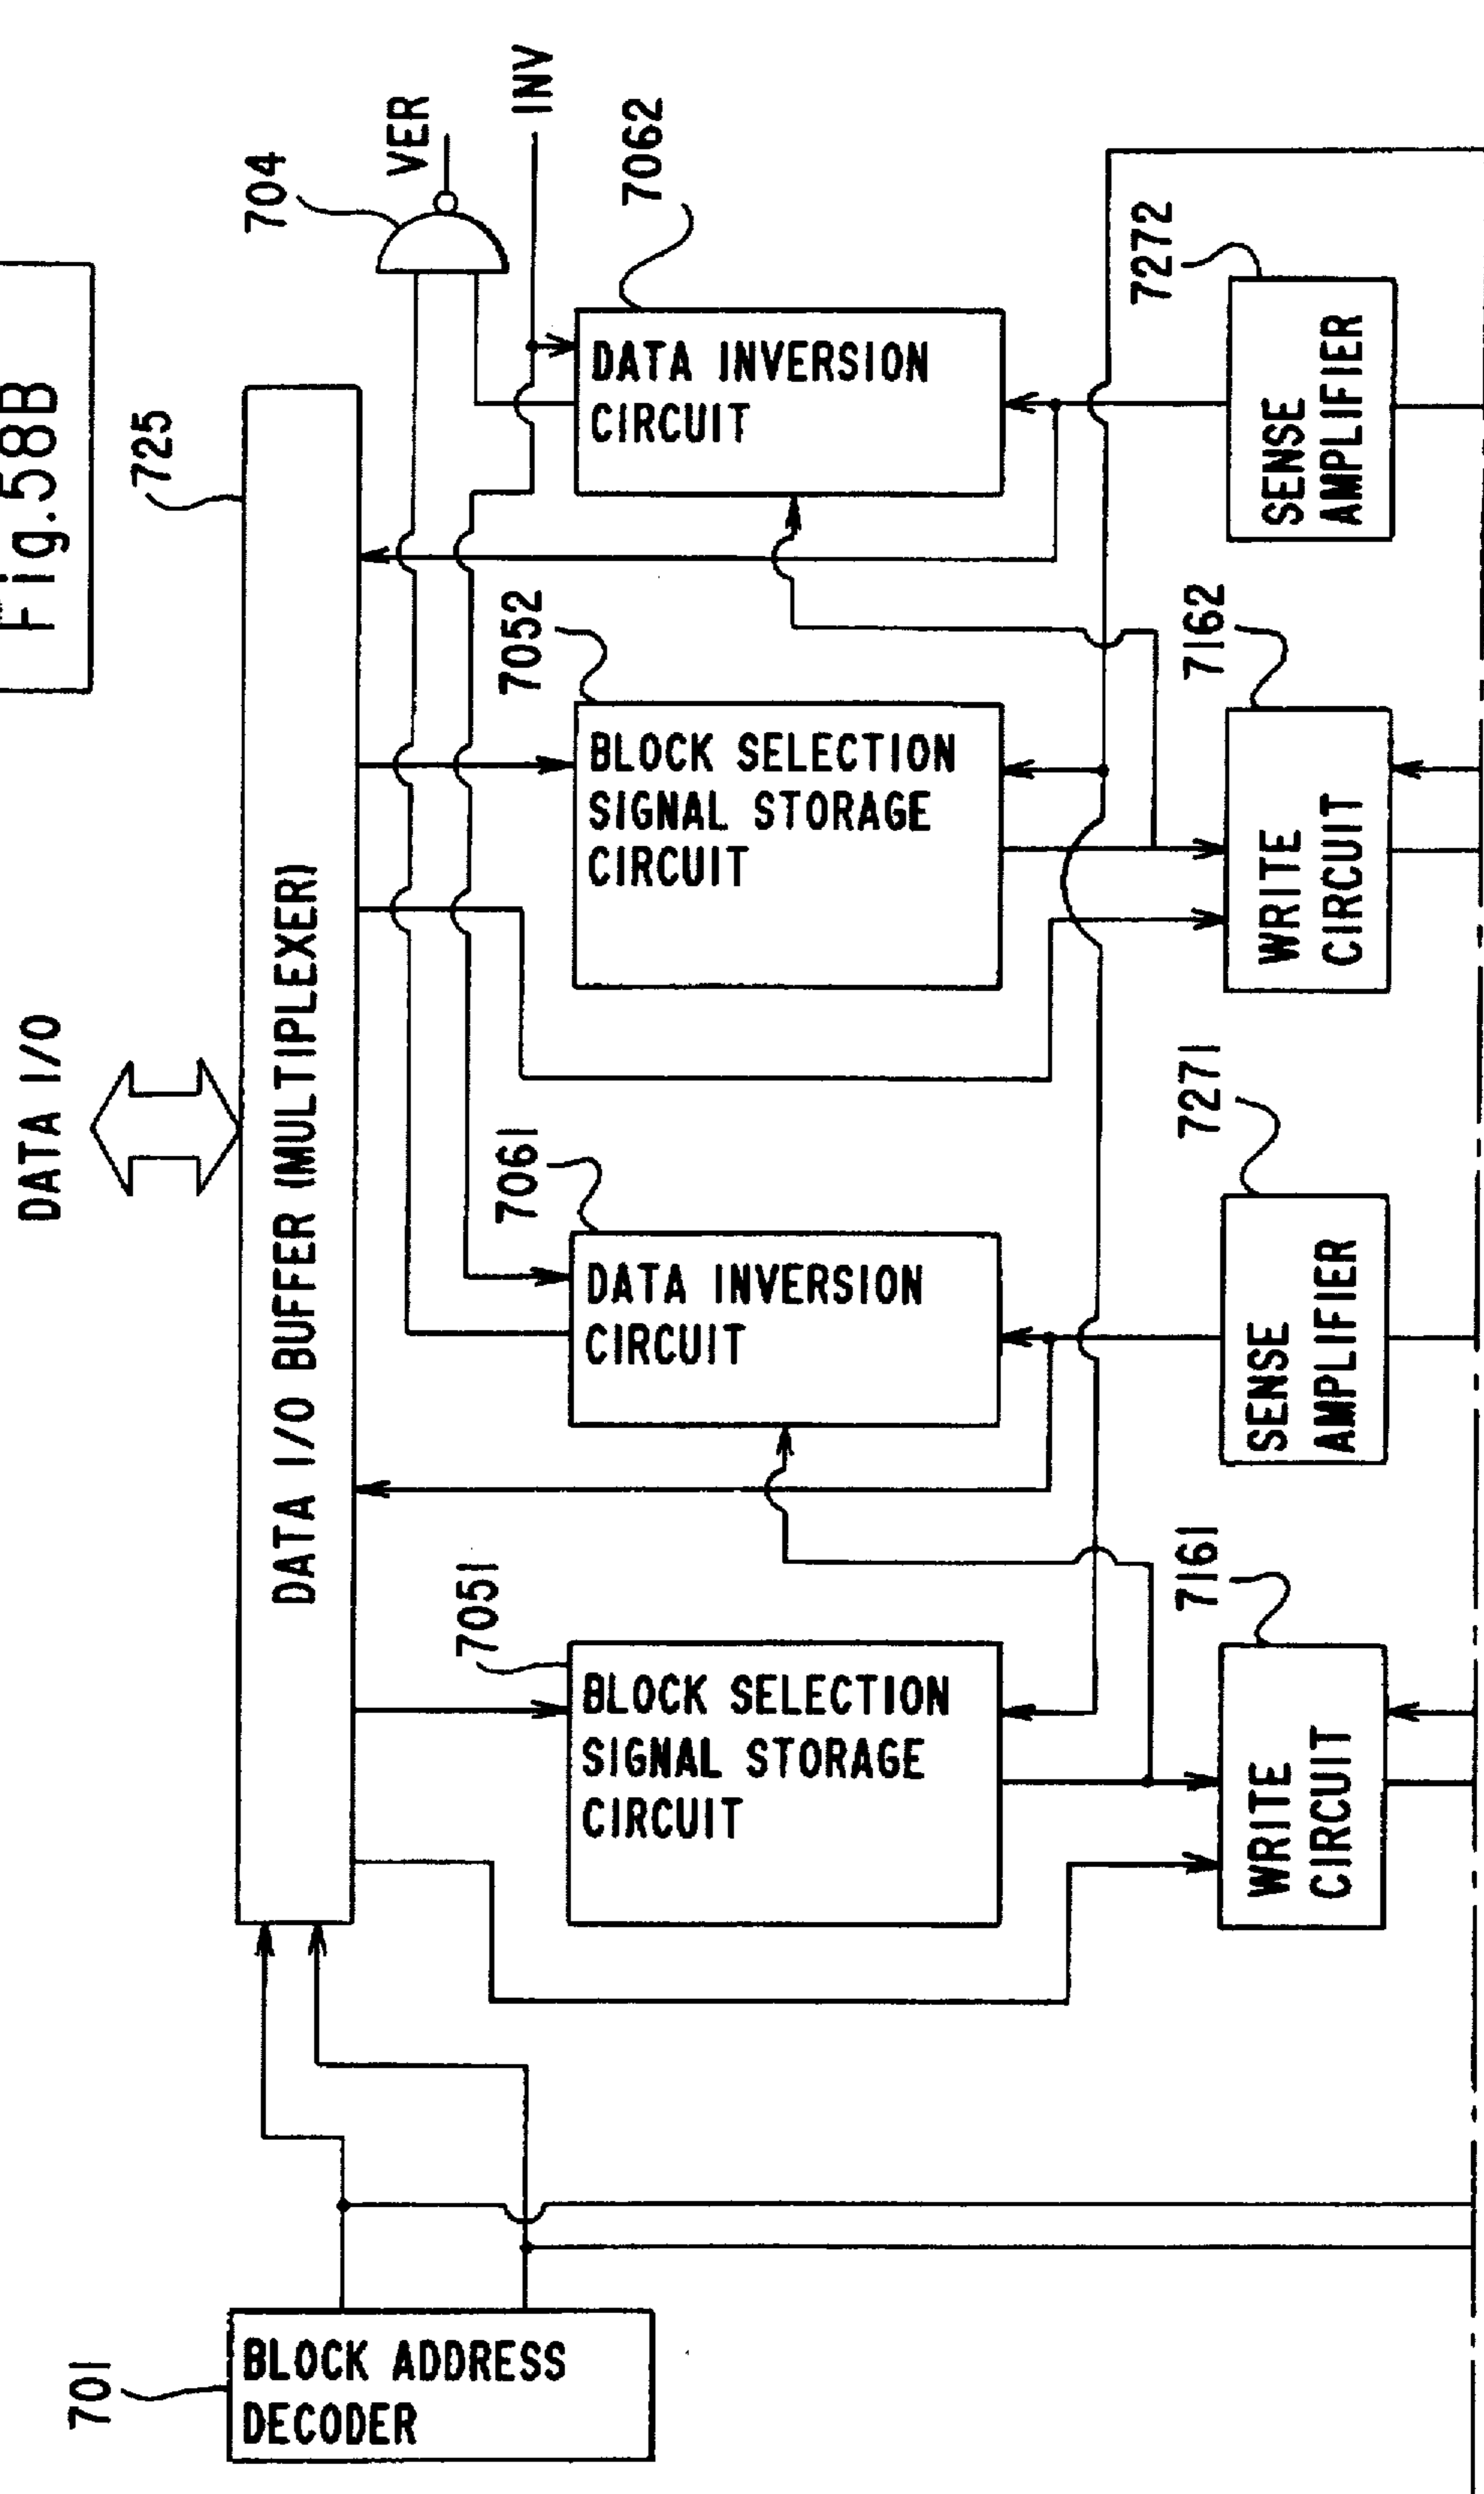 Fig.58B
DATA I/O
725
DATA I/O BUFFER (MULTIPLEXER)
704
VER
INV
7062
DATA INVERSION
CIRCUIT
7052
BLOCK SELECTION
SIGNAL STORAGE
CIRCUIT
7061
DATA INVERSION
CIRCUIT
7051
BLOCK SELECTION
SIGNAL STORAGE
CIRCUIT
7272
SENSE
AMPLIFIER
7162
WRITE
CIRCUIT
7271
SENSE
AMPLIFIER
7161
WRITE
CIRCUIT
701
BLOCK ADDRESS
DECODER